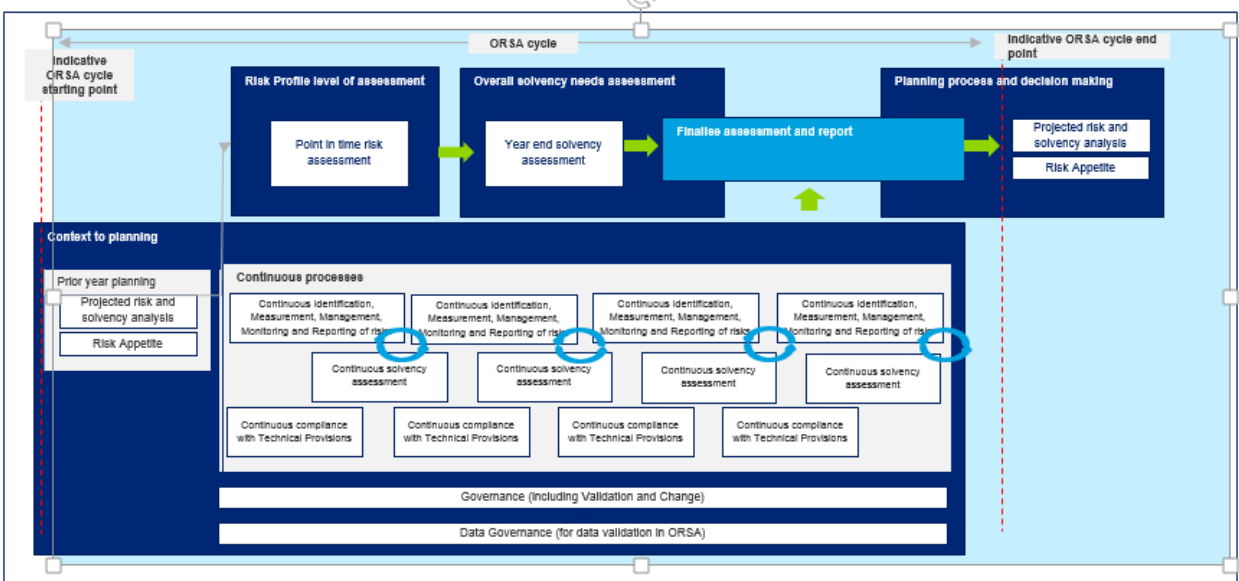 ORSA cycle
Indicative ORSA cycle end
point
Indicative
ORSA cycle
starting point
Risk Profile level of assessment
Overall solvency needs assessment
Planning process and decision making
Point in time risk
assessment
Year end solvency
assessment
Finalise assessment and report
Projected risk and
solvency analysis
Risk Appetite
Context to planning
Prior year planning
Projected risk and
solvency analysis
Risk Appetite
Continuous processes
Continuous Identification,
Measurement, Management,
Monitoring and Reporting of risks
Continuous Identification,
Measurement, Management,
Monitoring and Reporting of risks
Continuous Identification,
Measurement, Management,
Monitoring and Reporting of risks
Continuous Identification,
Measurement, Management,
Monitoring and Reporting of risks
Continuous solvency
assessment
Continuous solvency
assessment
Continuous solvency
assessment
Continuous solvency
assessment
Continuous compliance
with Technical Provisions
Continuous compliance
with Technical Provisions
Continuous compliance
with Technical Provisions
Continuous compliance
with Technical Provisions
Governance (Including Validation and Change)
Data Governance (for data validation in ORSA)